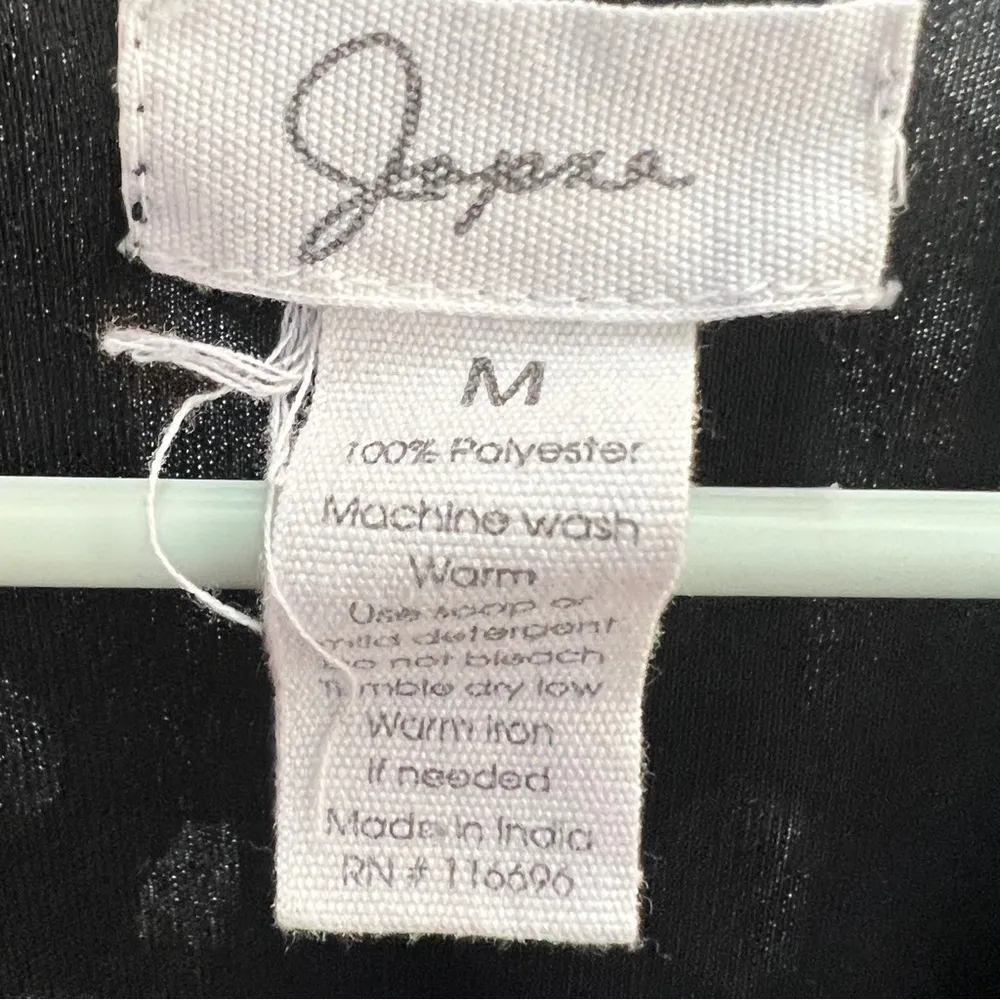 M
100% Polyester
Machine wash
Warm
Use soap or
mild detergent
Do not bleach
Tumble dry low
Warm iron
If needed
Made In India
RN # 116696